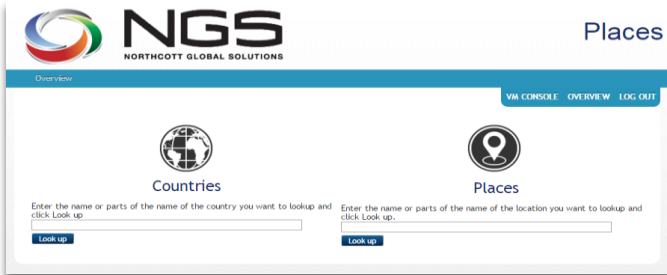 NGS
NORTHCOTT GLOBAL SOLUTIONS
Places
Overview
VM CONSOLE OVERVIEW LOG OUT
Countries
Enter the name or parts of the name of the country you want to lookup and
click Look up
Look up
Places
Enter the name or parts of the name of the location you want to lookup and
click Look up.
Look up